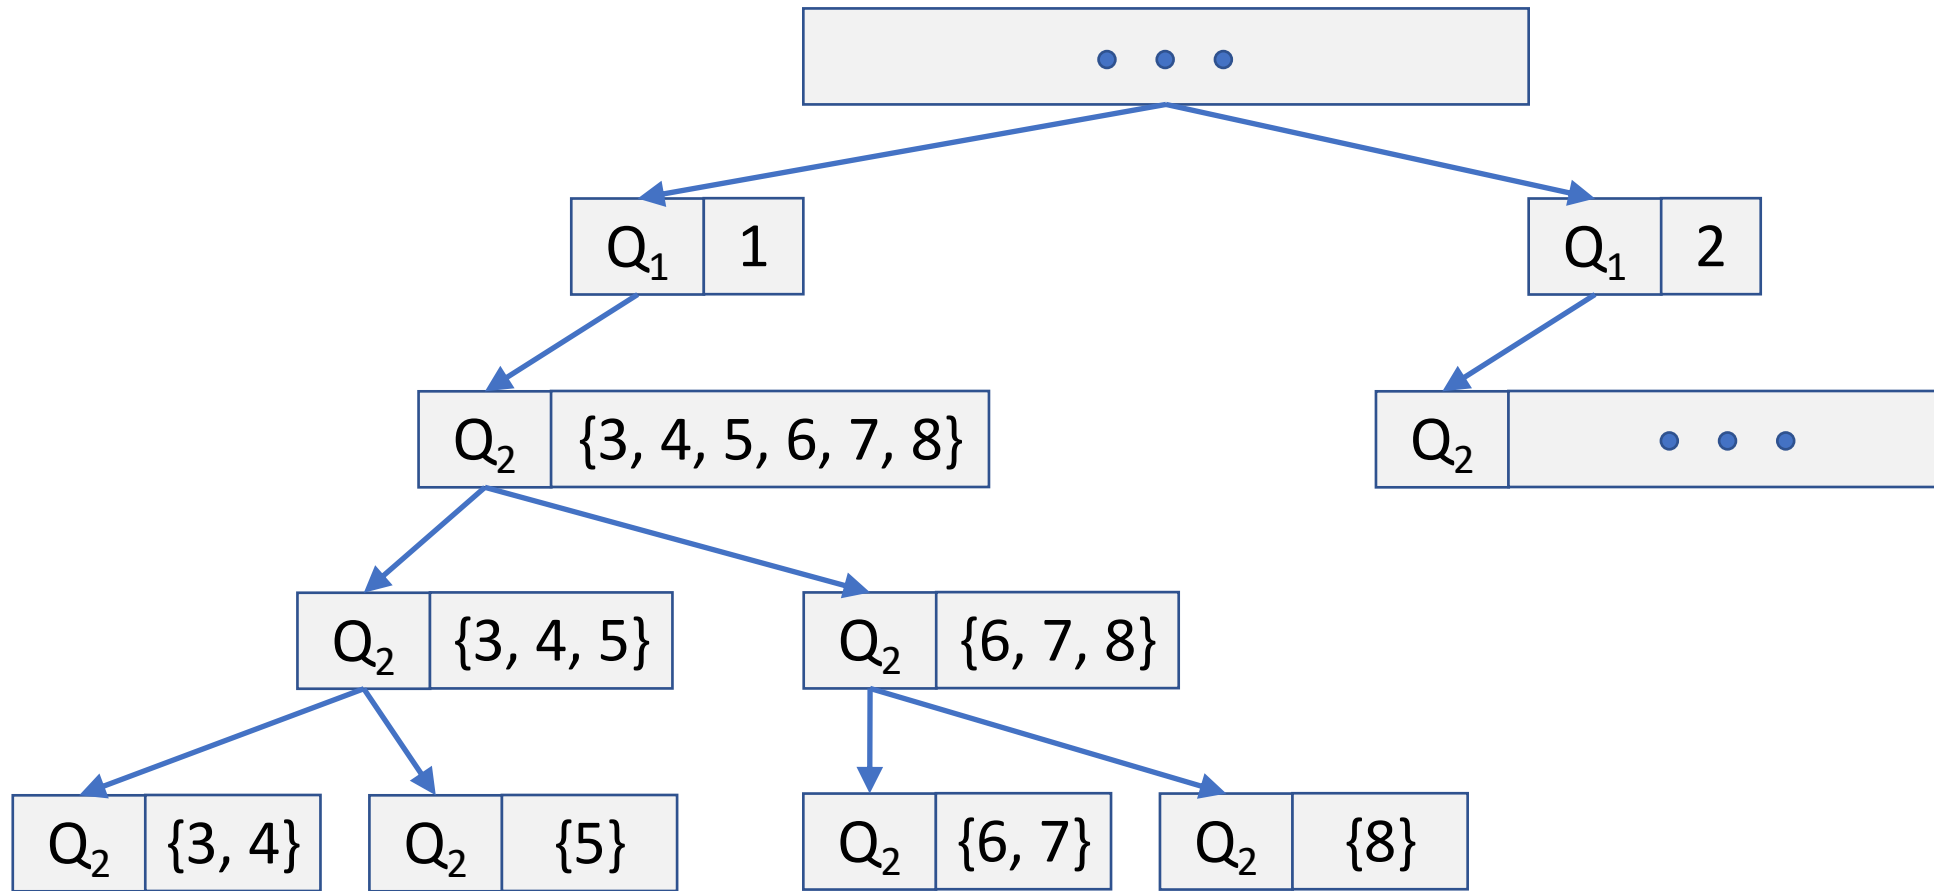 Q₁ 1 Q₁ 2
Q₂ {3, 4, 5, 6, 7, 8} Q₂
Q₂ {3, 4, 5} Q₂ {6, 7, 8}
Q₂ {3, 4} Q₂ {5} Q₂ {6, 7} Q₂ {8}